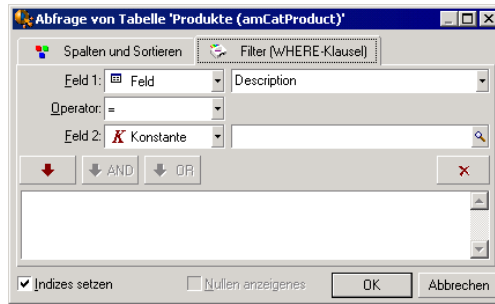 Abfrage von Tabelle 'Produkte (amCatProduct)'
Spalten und Sortieren Filter (WHERE-Klausel)
Feld 1: Feld Description
Operator: =
Feld 2: K Konstante
AND OR
Indizes setzen Nullen anzeigenes OK Abbrechen